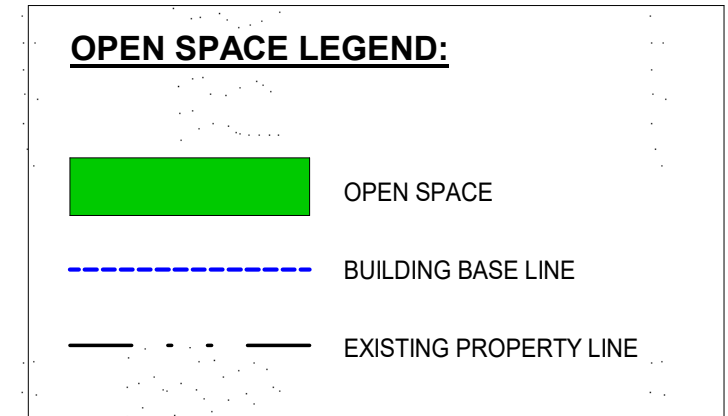 OPEN SPACE LEGEND:
OPEN SPACE
BUILDING BASE LINE
EXISTING PROPERTY LINE